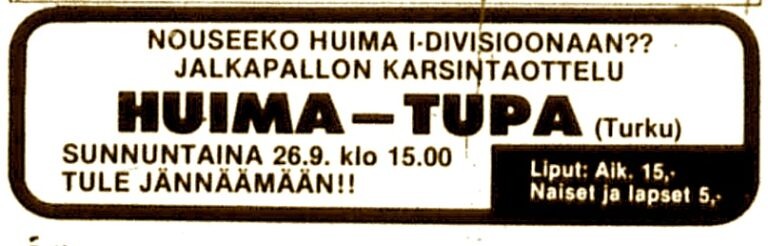 NOUSEEKO HUIMA I-DIVISIOONAAN??
JALKAPALLON KARSINTAOTTELU
HUIMA — TUPA (Turku)
SUNNUNTAINA 26.9. klo 15.00
TULE JÄNNÄÄMÄÄN!!
Liput: Aik. 15,-
Naiset ja lapset 5,-